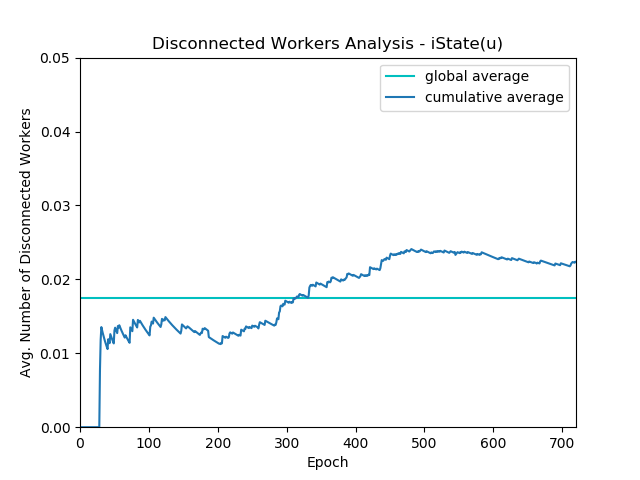 Disconnected Workers Analysis - iState(u)
global average
cumulative average
Avg. Number of Disconnected Workers
0.05
0.04
0.03
0.02
0.01
0.00
0 100 200 300 400 500 600 700
Epoch